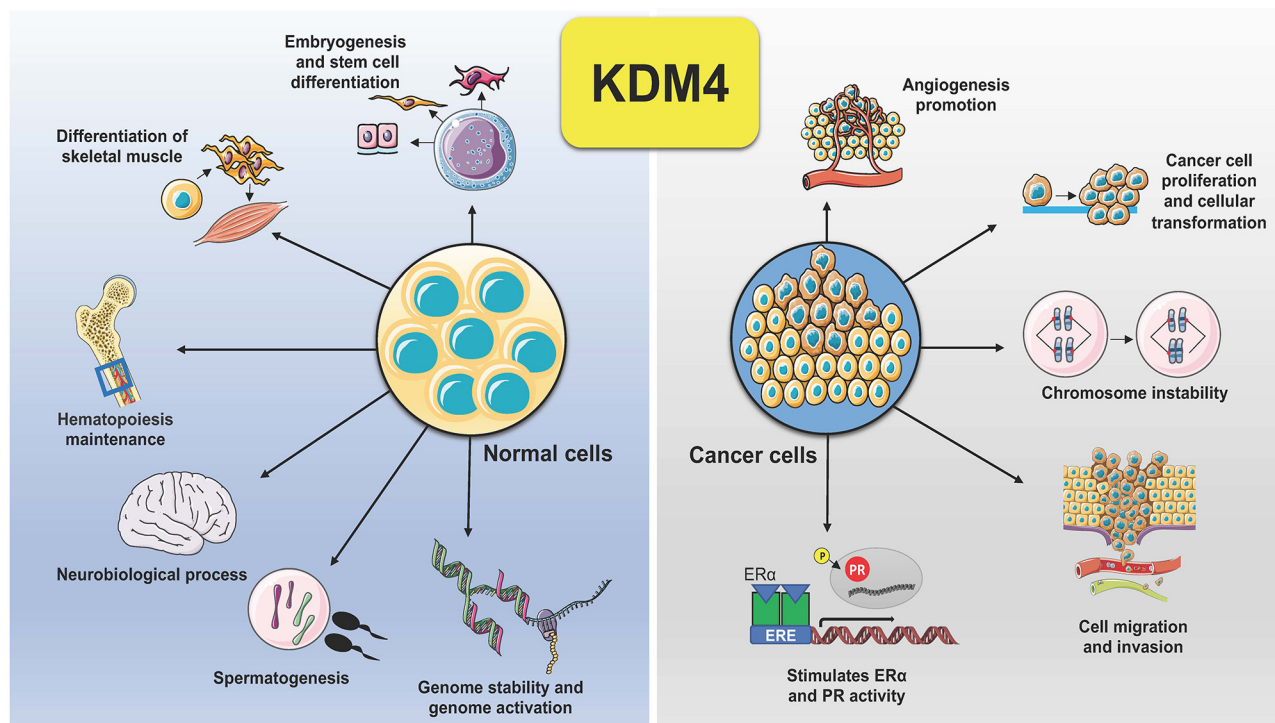 KDM4
Embryogenesis
and stem cell
differentiation
Differentiation of
skeletal muscle
Hematopoiesis
maintenance
Neurobiological process
Spermatogenesis
Genome stability and
genome activation
Normal cells
Cancer cells
Angiogenesis
promotion
Cancer cell
proliferation
and cellular
transformation
Chromosome instability
Cell migration
and invasion
P
PR
ERα
ERE
Stimulates ERα
and PR activity